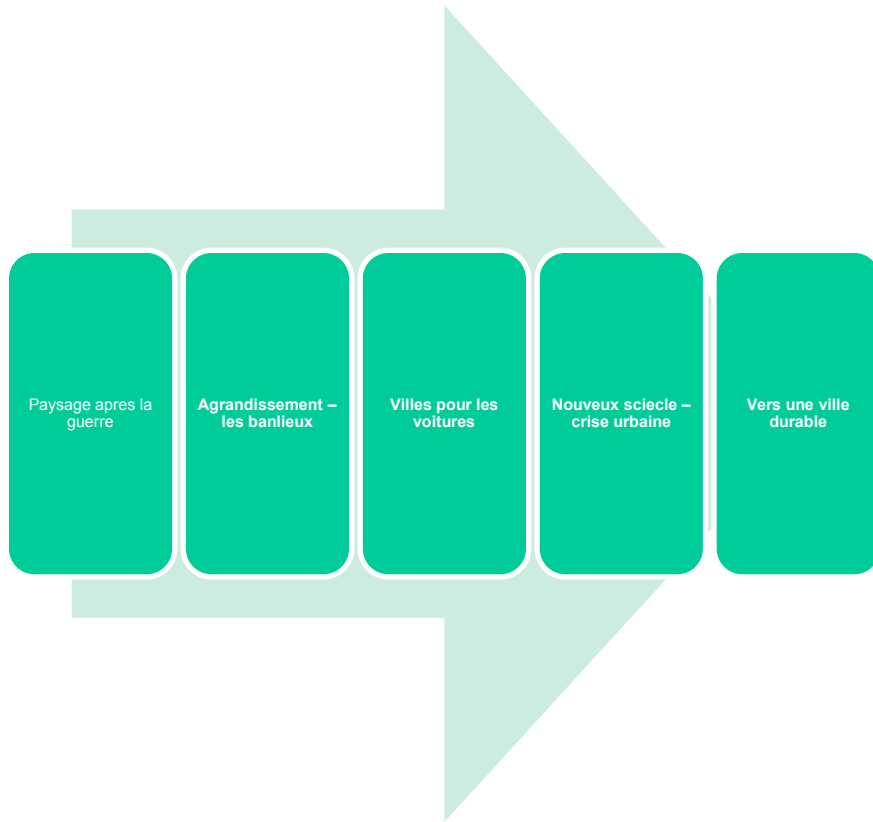 Paysage apres la
guerre
Agrandissement –
les banlieux
Villes pour les
voitures
Nouveux sciecle –
crise urbaine
Vers une ville
durable